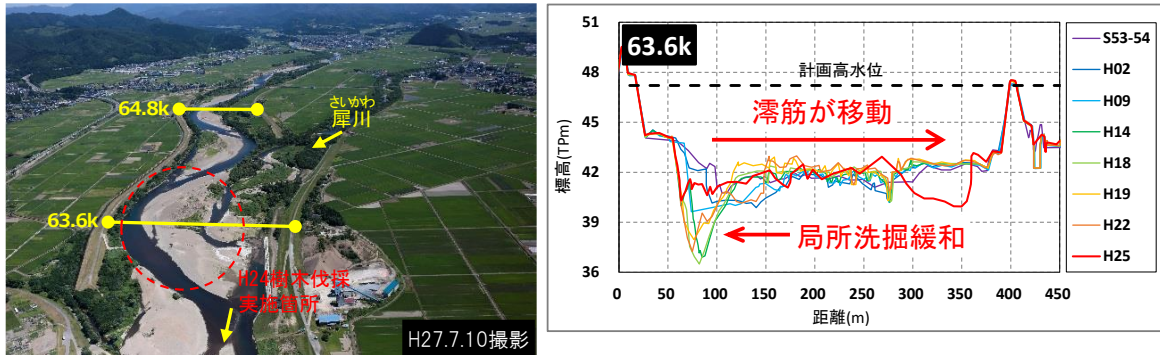 64.8k
さいかわ
犀川
63.6k
H24樹木伐採
実施箇所
H27.7.10撮影
63.6k
計画高水位
澪筋が移動
局所洗掘緩和
標高(TPm)
51
48
45
42
39
36
0
50
100
150
200
250
300
350
400
450
距離(m)
S53-54
H02
H09
H14
H18
H19
H22
H25